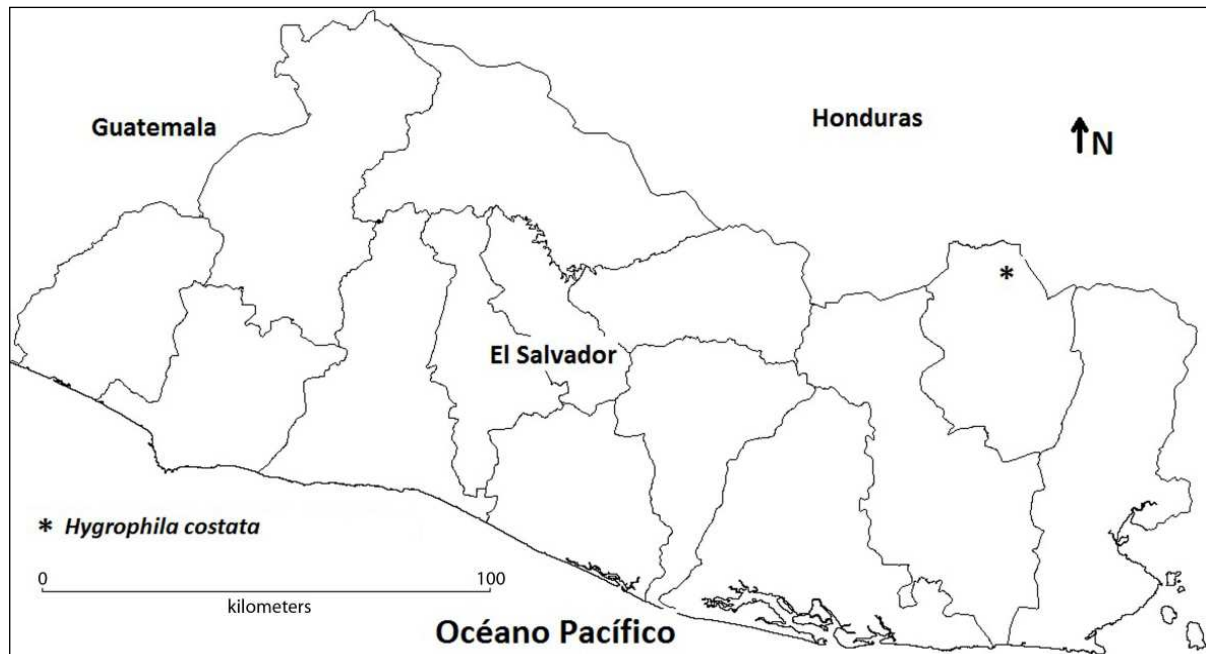 Guatemala
Honduras
N
*
El Salvador
* Hygrophila costata
0 100
kilometers
Océano Pacífico